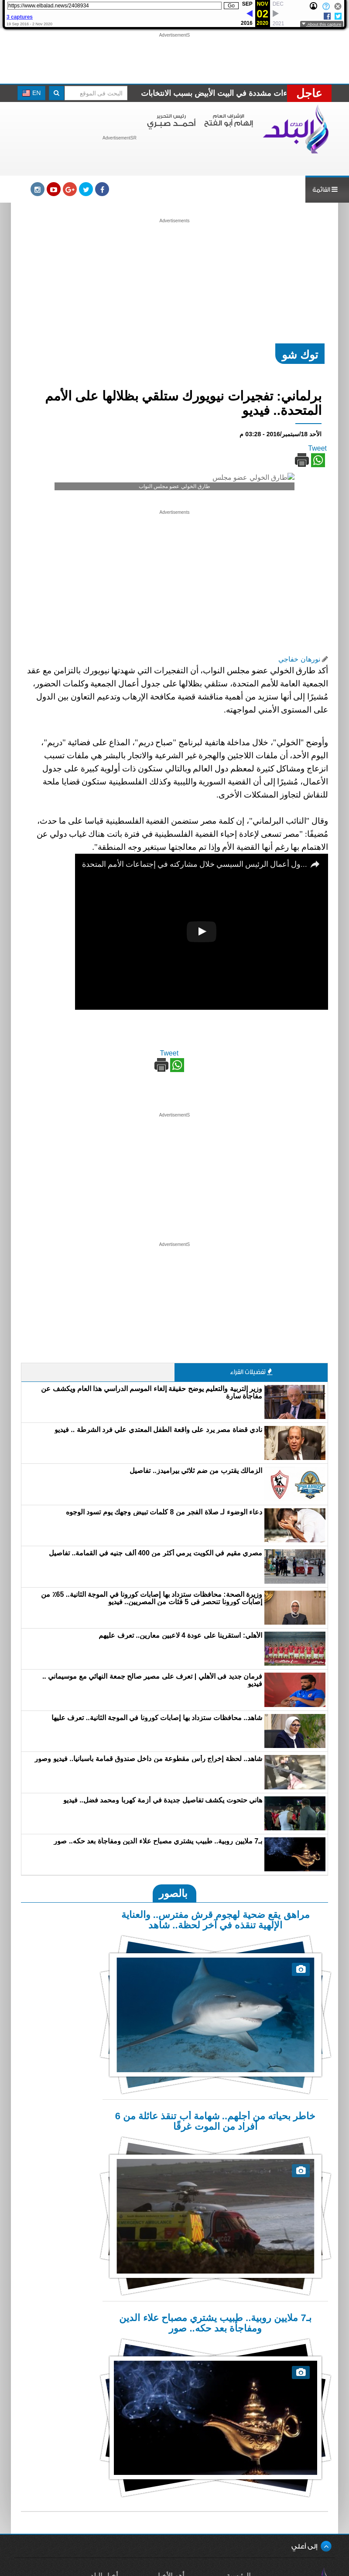 https://www.elbalad.news/2408934
Go
SEP NOV DEC
02
2016 2020 2021
3 captures
19 Sep 2016 - 2 Nov 2020
About this capture
AdvertisementS
عاجل
ءات مشددة في البيت الأبيض بسبب الانتخابات
البحث فى الموقع
EN
صدى البلد
الإشراف العام
إلهام أبو الفتح
رئيس التحرير
أحمـد صبـري
AdvertisementSR
القائمة
Advertisements
توك شو
برلماني: تفجيرات نيويورك ستلقي بظلالها على الأمم المتحدة.. فيديو
الأحد 18/سبتمبر/2016 - 03:28 م
Tweet
طارق الخولي عضو مجلس
طارق الخولي عضو مجلس النواب
Advertisements
نورهان خفاجي
أكد طارق الخولي عضو مجلس النواب، أن التفجيرات التي شهدتها نيويورك بالتزامن مع عقد
الجمعية العامة للأمم المتحدة، ستلقي بظلالها على جدول أعمال الجمعية وكلمات الحضور،
مُشيرًا إلى أنها ستزيد من أهمية مناقشة قضية مكافحة الإرهاب وتدعيم التعاون بين الدول
على المستوى الأمني لمواجهته.
وأوضح "الخولي"، خلال مداخلة هاتفية لبرنامج "صباح دريم"، المذاع على فضائية "دريم"،
اليوم الأحد، أن ملفات اللاجئين والهجرة غير الشرعية والاتجار بالبشر وهي ملفات تسبب
أوجاع ومشاكل كثيرة لمعظم دول العالم وبالتالي ستكون ذات أولوية كبيرة على جدول
الأعمال، مُشيرًا إلى أن القضية السورية والليبية وكذلك الفلسطينية ستكون قضايا ملحة
للنقاش لتجاوز المشكلات الأخرى.
وقال "النائب البرلماني"، إن كلمة مصر ستضمن القضية الفلسطينية قياسا على ما حدث،
مُضيفًا: "مصر تسعى لإعادة إحياء القضية الفلسطينية في فترة باتت هناك غياب دولي عن
الاهتمام بها رغم أنها القضية الأم وإذا تم معالجتها سيتغير وجه المنطقة".
ول أعمال الرئيس السيسي خلال مشاركته في إجتماعات الأمم المتحدة...
Tweet
AdvertisementS
AdvertisementS
تفضيلات القراء
وزير التربية والتعليم يوضح حقيقة إلغاء الموسم الدراسي هذا العام ويكشف عن مفاجأة سارة
نادي قضاة مصر يرد على واقعة الطفل المعتدي علي فرد الشرطة .. فيديو
الزمالك يقترب من ضم ثلاثي بيراميدز.. تفاصيل
دعاء الوضوء لـ صلاة الفجر من 8 كلمات تبيض وجهك يوم تسود الوجوه
مصري مقيم في الكويت يرمي أكثر من 400 ألف جنيه في القمامة.. تفاصيل
وزيرة الصحة: محافظات ستزداد بها إصابات كورونا في الموجة الثانية.. 65٪ من إصابات كورونا تنحصر فى 5 فئات من المصريين.. فيديو
الأهلي: استقرينا على عودة 4 لاعبين معارين.. تعرف عليهم
فرمان جديد فى الأهلي | تعرف على مصير صالح جمعة النهائي مع موسيماني .. فيديو
شاهد.. محافظات ستزداد بها إصابات كورونا في الموجة الثانية.. تعرف عليها
شاهد.. لحظة إخراج رأس مقطوعة من داخل صندوق قمامة بأسبانيا.. فيديو وصور
هاني حتحوت يكشف تفاصيل جديدة في أزمة كهربا ومحمد فضل.. فيديو
بـ7 ملايين روبية.. طبيب يشتري مصباح علاء الدين ومفاجأة بعد حكه.. صور
بالصور
مراهق يقع ضحية لهجوم قرش مفترس.. والعناية الإلهية تنقذه في آخر لحظة.. شاهد
خاطر بحياته من أجلهم.. شهامة أب تنقذ عائلة من 6 أفراد من الموت غرقًا
بـ7 ملايين روبية.. طبيب يشتري مصباح علاء الدين ومفاجأة بعد حكه.. صور
إلى أعلي